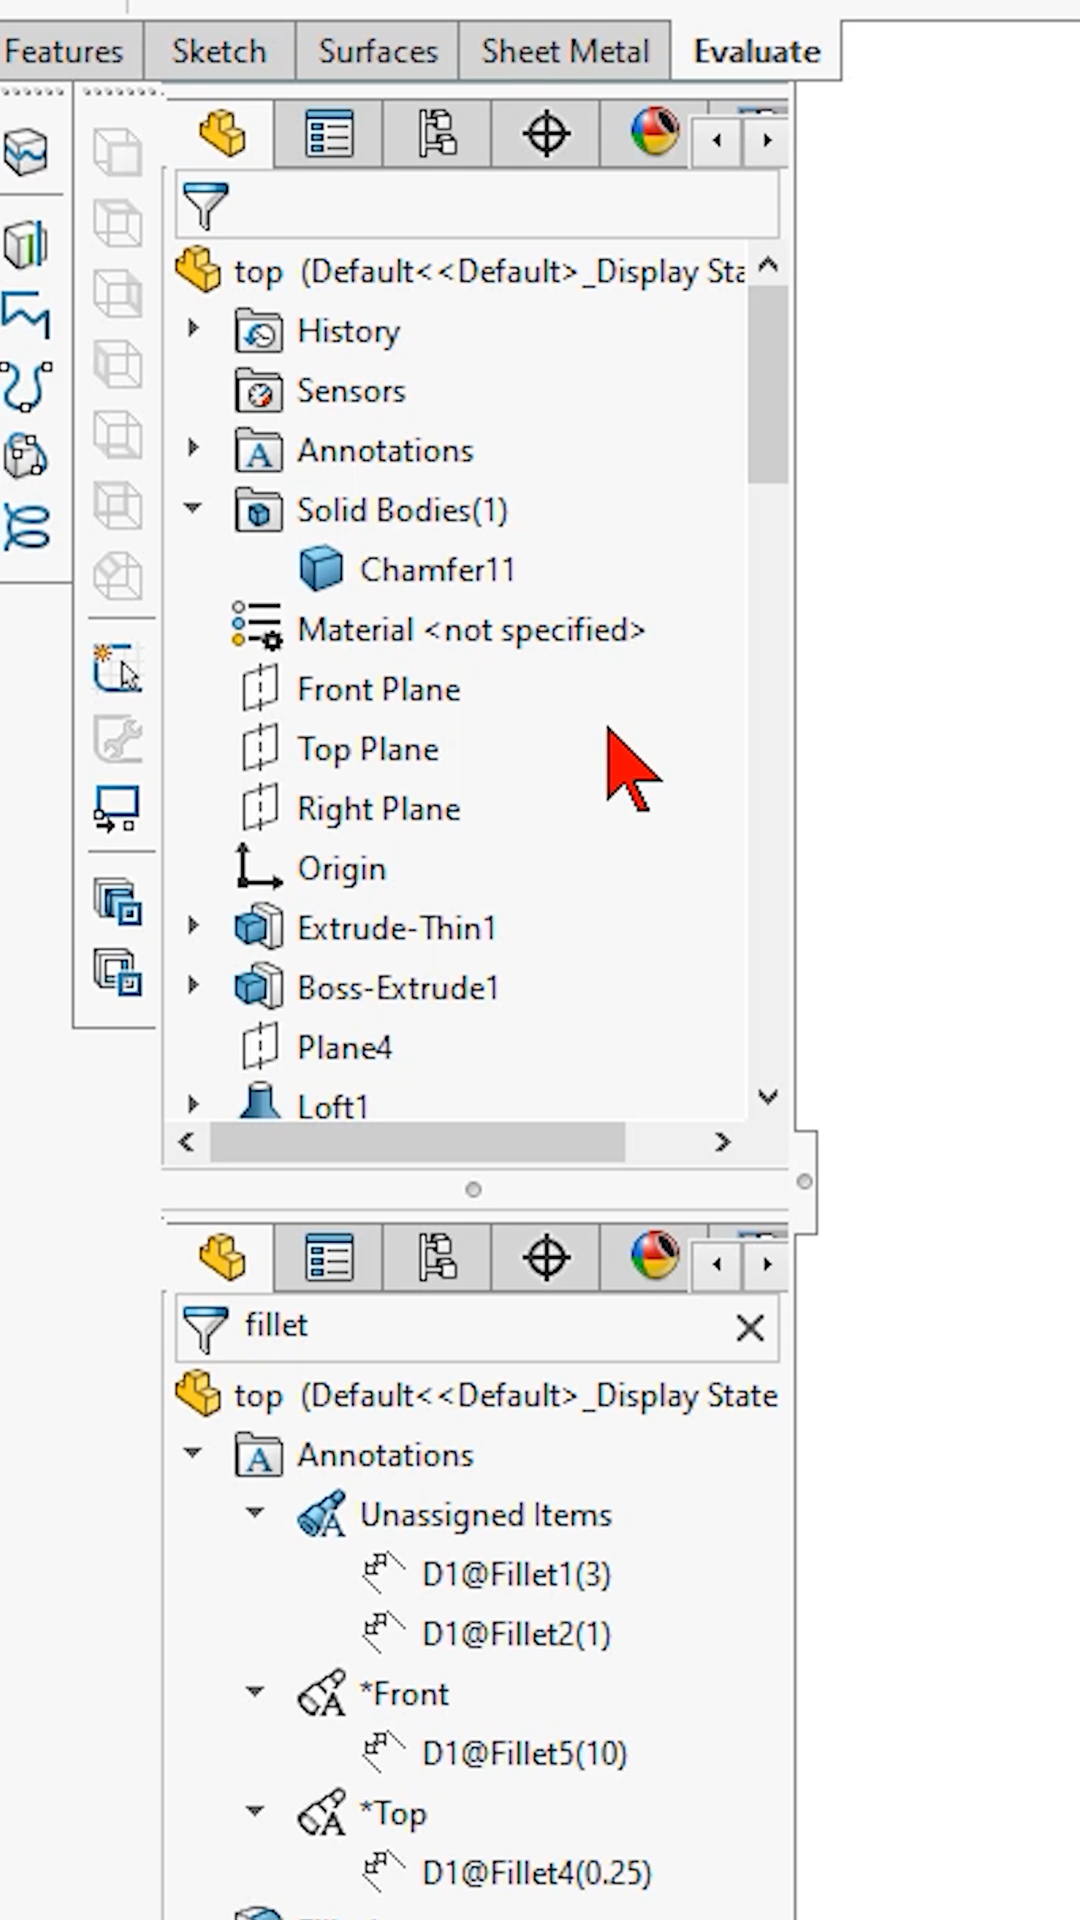 Features Sketch Surfaces Sheet Metal Evaluate
top (Default<<Default>_Display Sta
History
Sensors
Annotations
Solid Bodies(1)
Chamfer11
Material <not specified>
Front Plane
Top Plane
Right Plane
Origin
Extrude-Thin1
Boss-Extrude1
Plane4
Loft1
fillet
top (Default<<Default>_Display State
Annotations
Unassigned Items
D1@Fillet1(3)
D1@Fillet2(1)
*Front
D1@Fillet5(10)
*Top
D1@Fillet4(0.25)